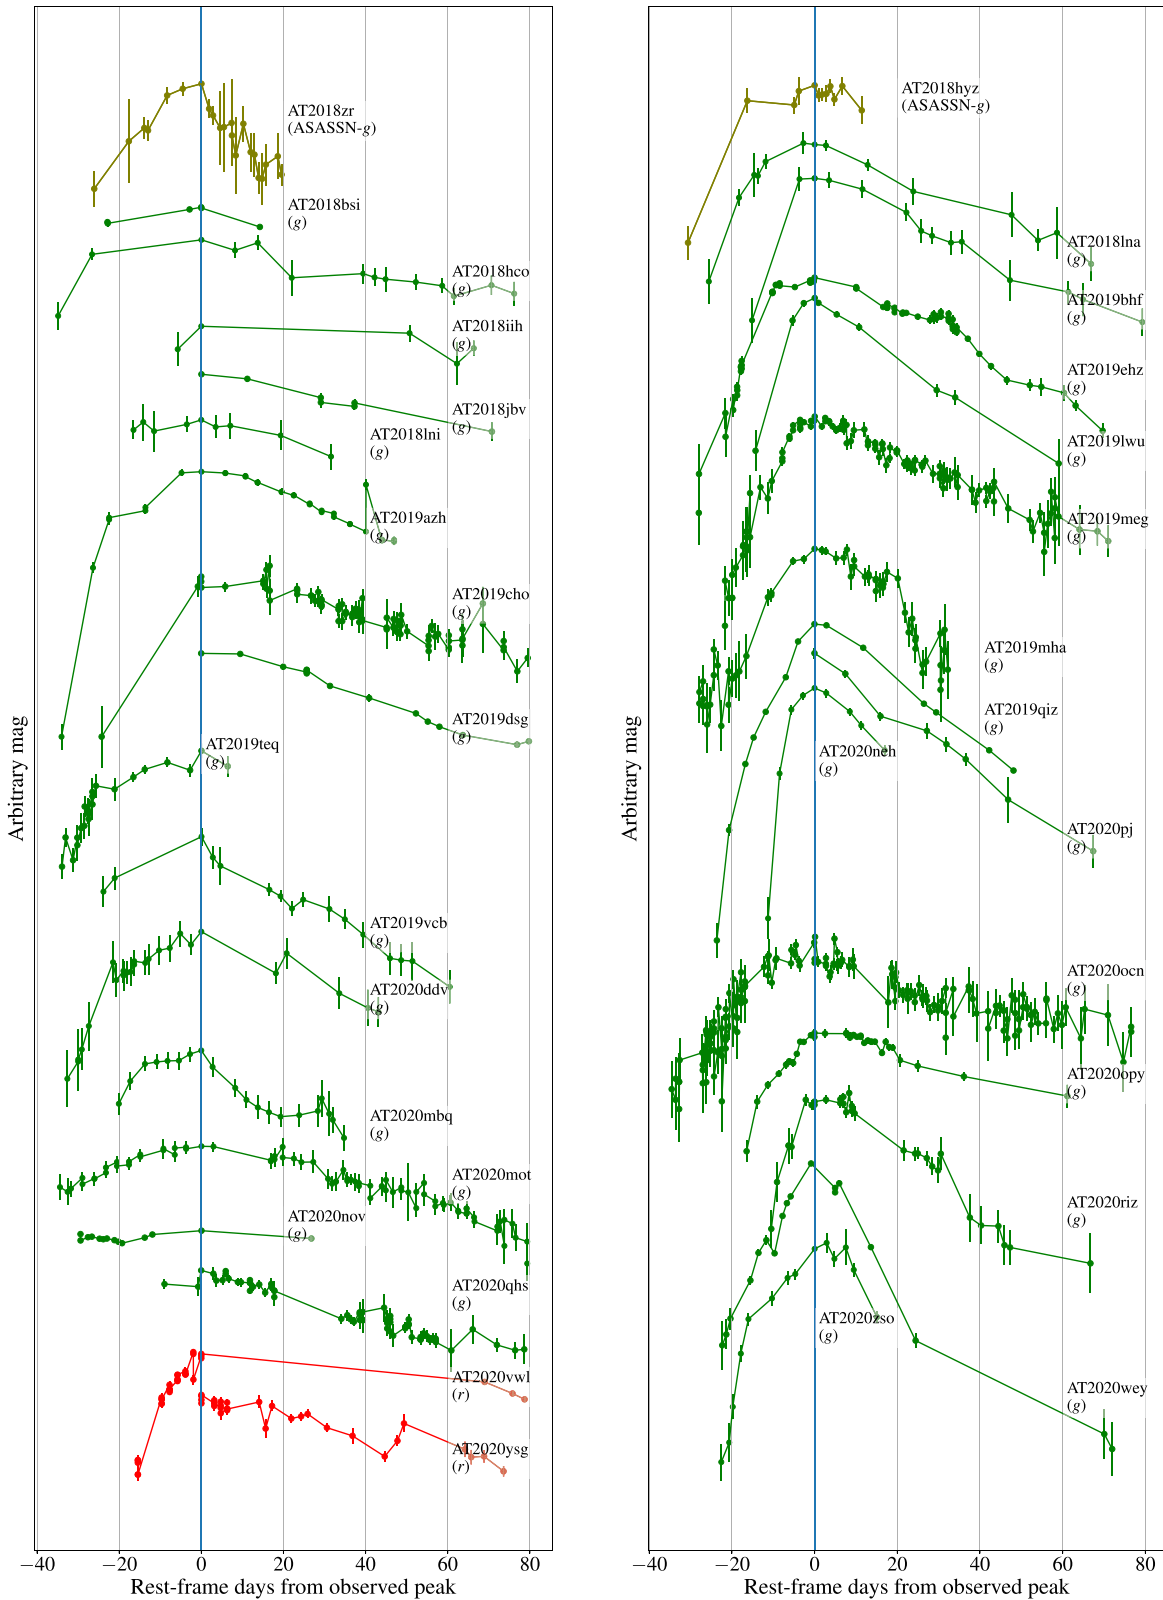 AT2018zr
(ASASSN-g)
AT2018bsi
(g)
AT2018hco
(g)
AT2018iih
(g)
AT2018jbv
(g)
AT2018lni
(g)
AT2019azh
(g)
AT2019cho
(g)
AT2019dsg
(g)
AT2019teq
(g)
AT2019vcb
(g)
AT2020ddv
(g)
AT2020mbq
(g)
AT2020mot
(g)
AT2020nov
(g)
AT2020qhs
(g)
AT2020vwl
(r)
AT2020ysg
(r)
Arbitrary mag
−40 −20 0 20 40 60 80
Rest-frame days from observed peak
AT2018hyz
(ASASSN-g)
AT2018lna
(g)
AT2019bhf
(g)
AT2019ehz
(g)
AT2019lwu
(g)
AT2019meg
(g)
AT2019mha
(g)
AT2019qiz
(g)
AT2020neh
(g)
AT2020pj
(g)
AT2020ocn
(g)
AT2020opy
(g)
AT2020riz
(g)
AT2020zso
(g)
AT2020wey
(g)
Arbitrary mag
−40 −20 0 20 40 60 80
Rest-frame days from observed peak